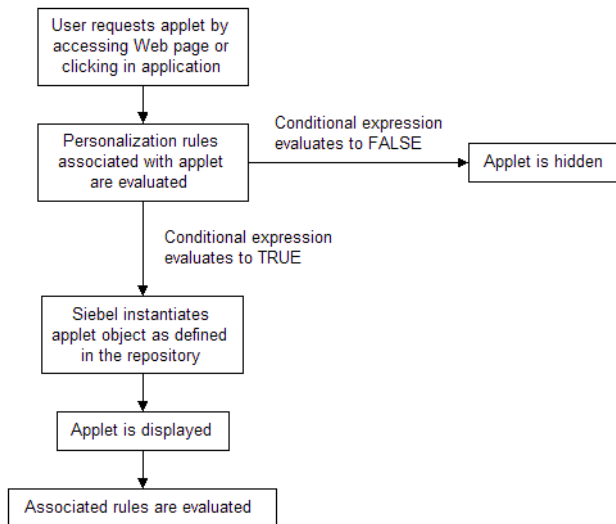 User requests applet by
accessing Web page or
clicking in application
Personalization rules
associated with applet
are evaluated
Conditional expression
evaluates to FALSE
Applet is hidden
Conditional expression
evaluates to TRUE
Siebel instantiates
applet object as defined
in the repository
Applet is displayed
Associated rules are evaluated